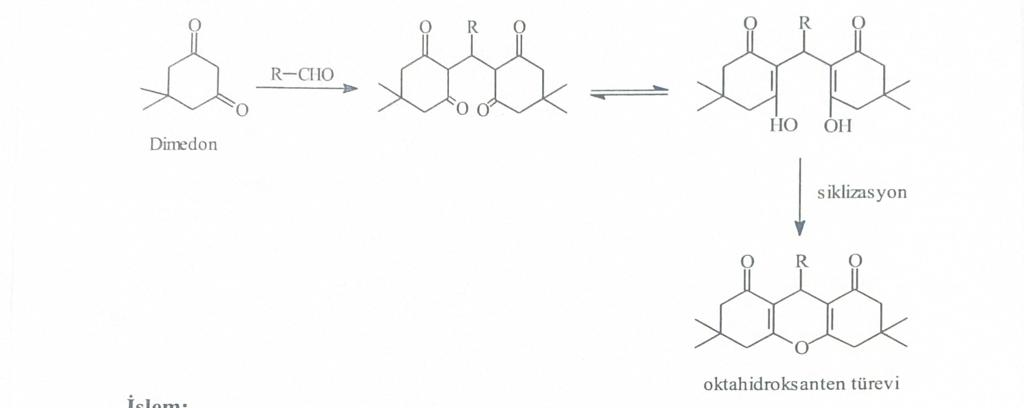 O O R O O R O
R—CHO
O O O
HO OH
Dimedon
siklizasyon
O R O
O
oktahidroksanten türevi
İşlem: